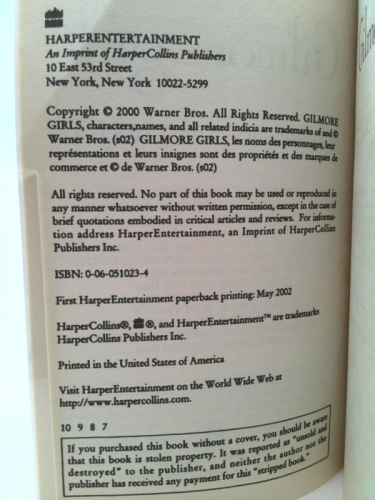 HARPERENTERTAINMENT
An Imprint of HarperCollins Publishers
10 East 53rd Street
New York, New York 10022-5299
Copyright © 2000 Warner Bros. All Rights Reserved. GILMORE
GIRLS, characters,names, and all related indicia are trademarks of and ©
Warner Bros. (s02) GILMORE GIRLS, les noms des personnages, leur
représentations et leurs insignes sont des propriétés et des marques de
commerce et © de Warner Bros. (s02)
All rights reserved. No part of this book may be used or reproduced in
any manner whatsoever without written permission, except in the case of
brief quotations embodied in critical articles and reviews. For informa-
tion address HarperEntertainment, an Imprint of HarperCollins
Publishers Inc.
ISBN: 0-06-051023-4
First HarperEntertainment paperback printing: May 2002
HarperCollins®, ®, and HarperEntertainment™ are trademarks
HarperCollins Publishers Inc.
Printed in the United States of America
Visit HarperEntertainment on the World Wide Web at
http://www.harpercollins.com.
10 9 8 7
If you purchased this book without a cover, you should be aware
that this book is stolen property. It was reported as "unsold and
destroyed" to the publisher, and neither the author nor the
publisher has received any payment for this "stripped book."